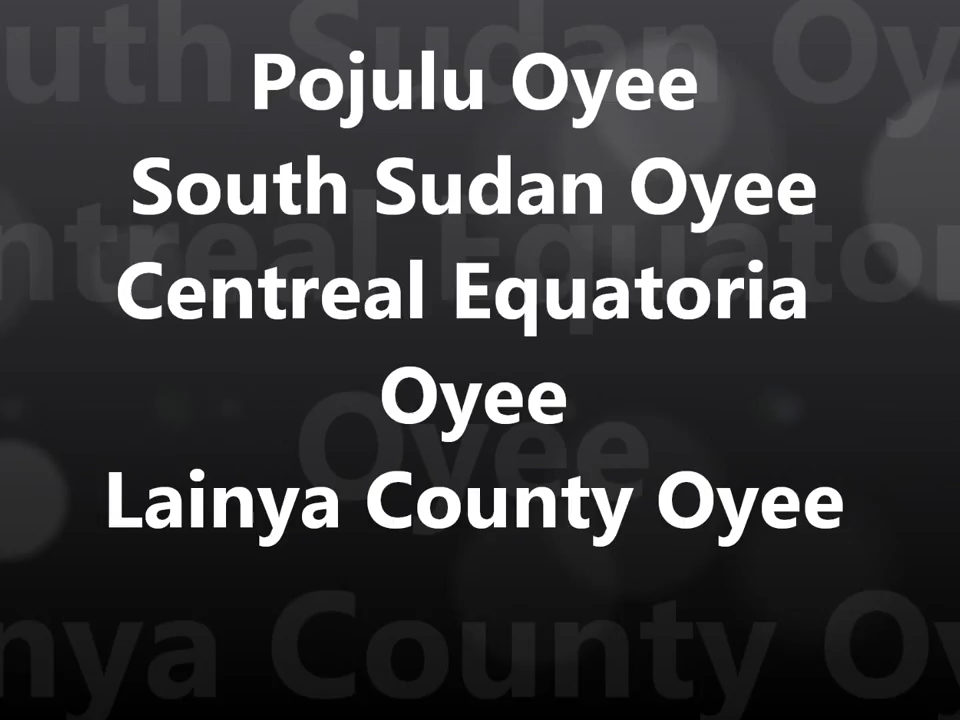 Pojulu Oyee
South Sudan Oyee
Centreal Equatoria
Oyee
Lainya County Oyee